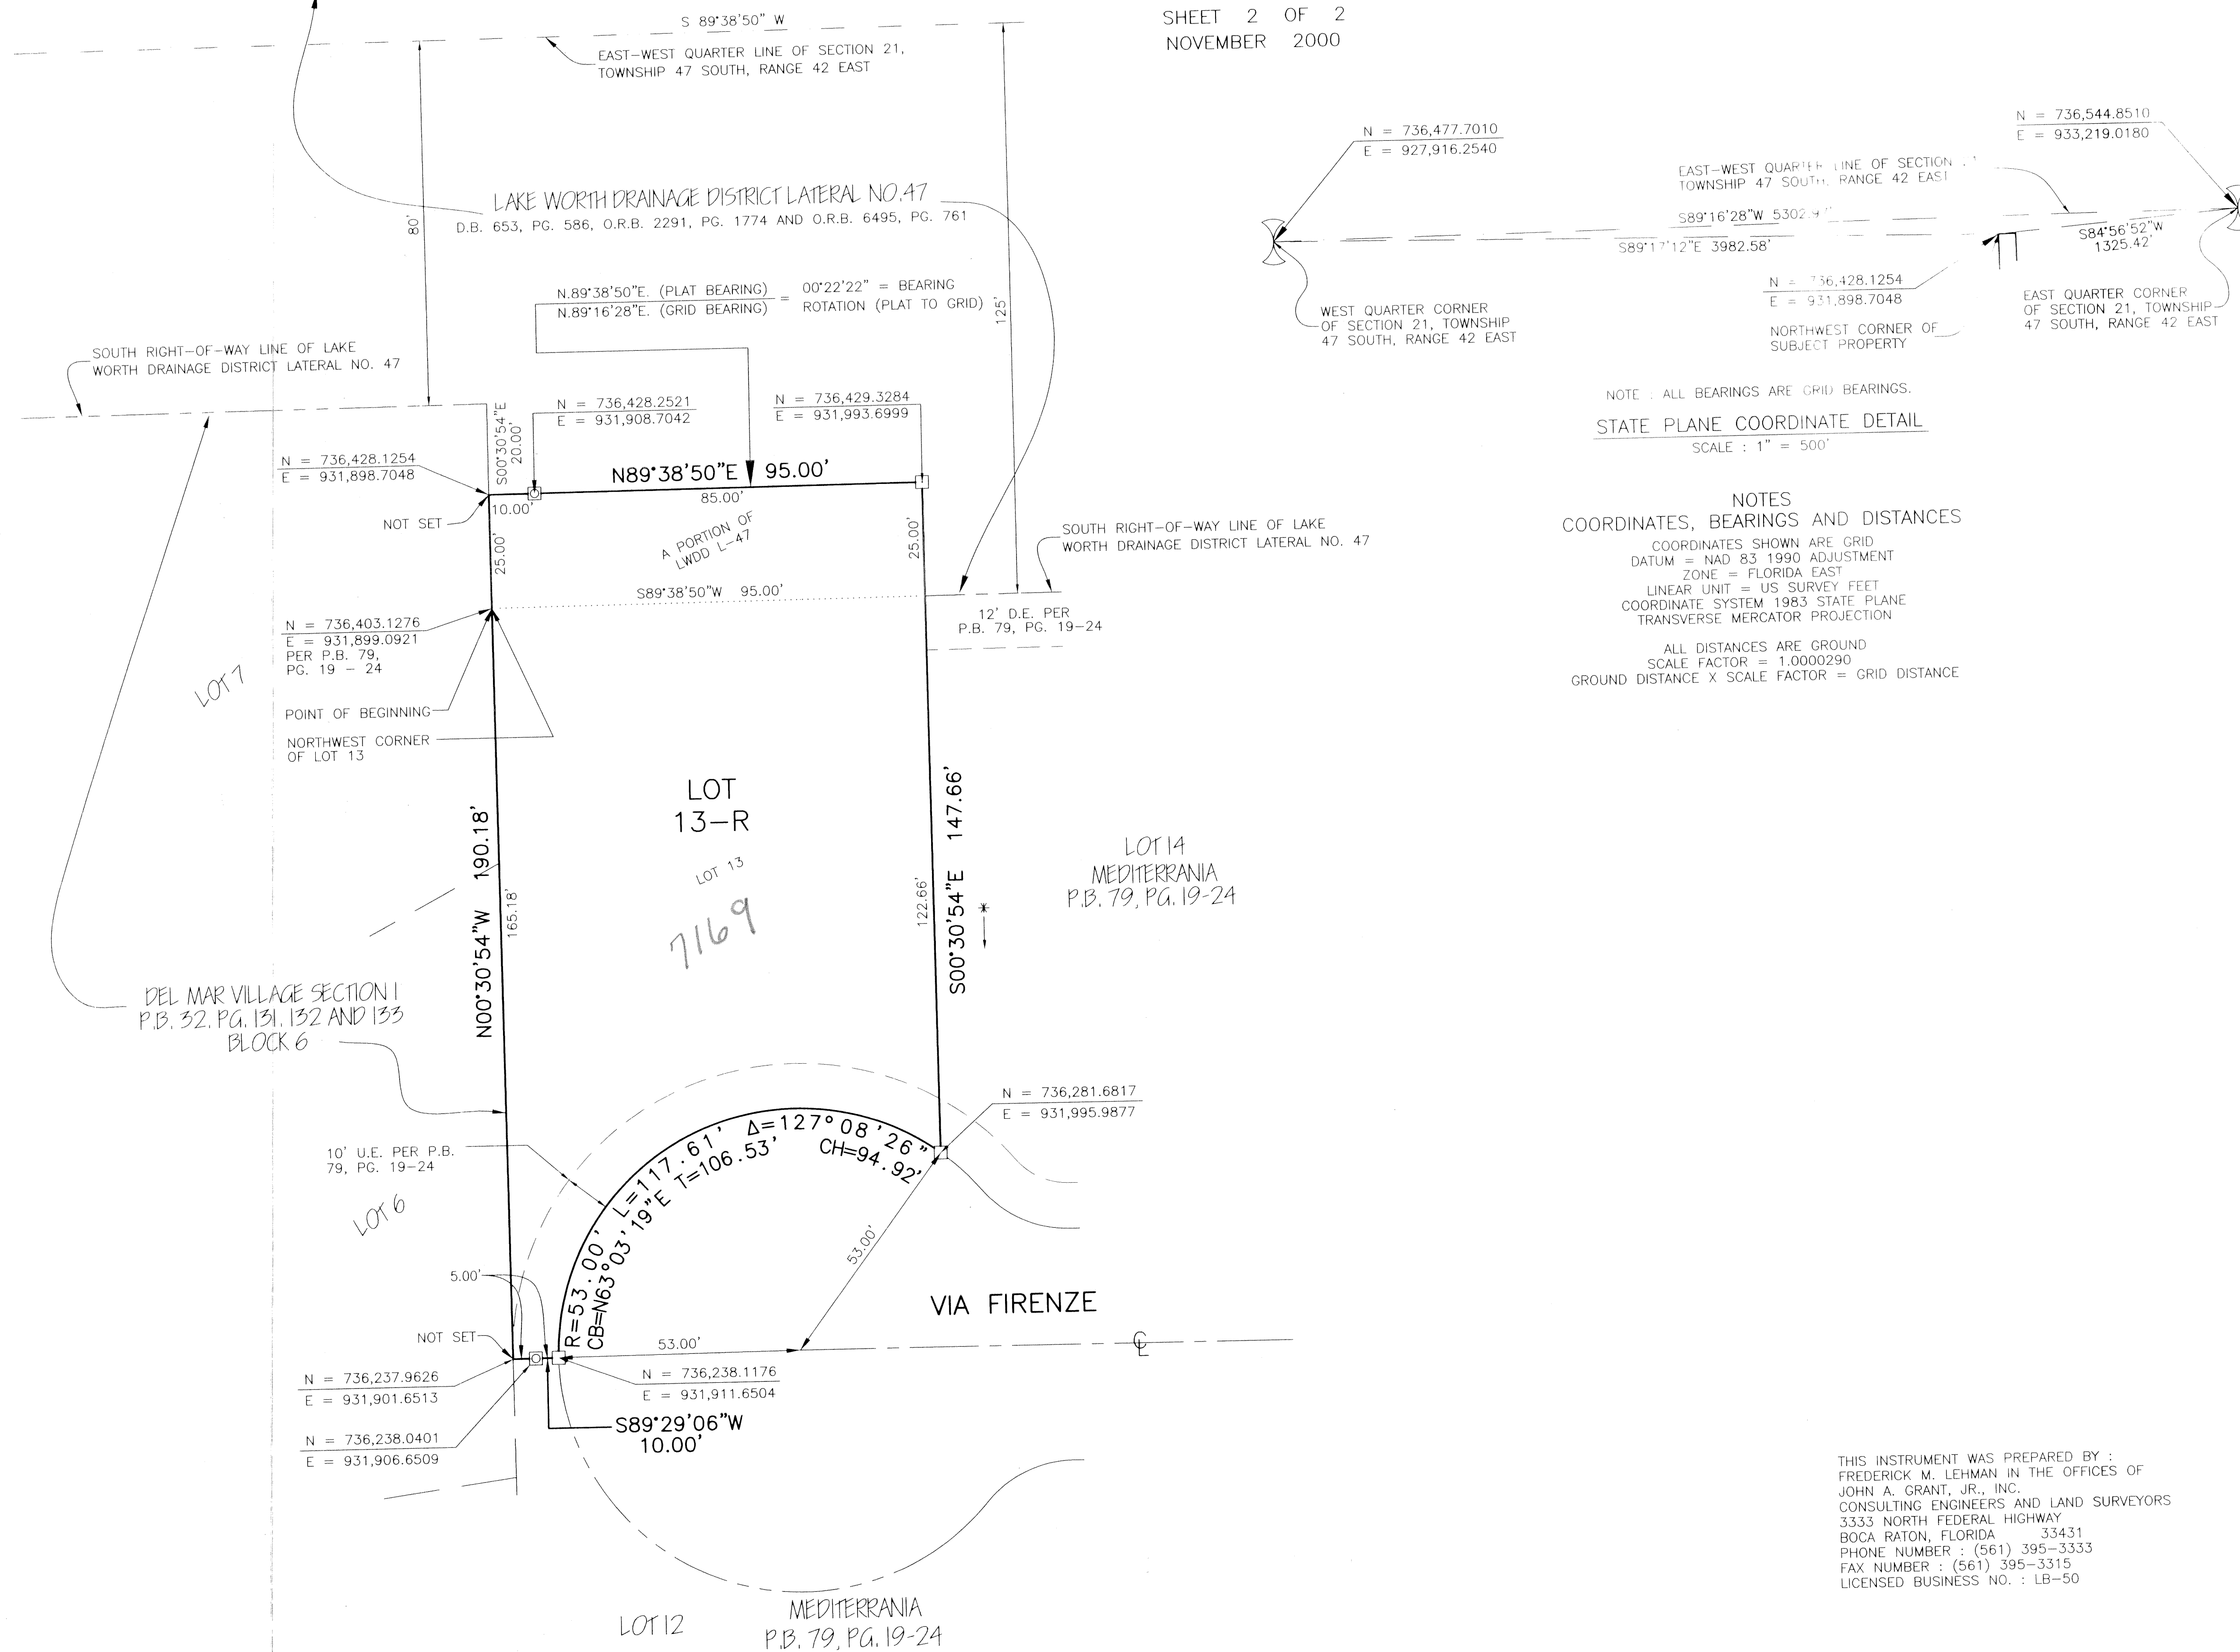 SHEET 2 OF 2
NOVEMBER 2000
S 89°38'50" W
EAST-WEST QUARTER LINE OF SECTION 21,
TOWNSHIP 47 SOUTH, RANGE 42 EAST
80'
125'
LAKE WORTH DRAINAGE DISTRICT LATERAL NO. 47
D.B. 653, PG. 586, O.R.B. 2291, PG. 1774 AND O.R.B. 6495, PG. 761
N.89°38'50"E. (PLAT BEARING) = 00°22'22" = BEARING
N.89°16'28"E. (GRID BEARING) ROTATION (PLAT TO GRID)
SOUTH RIGHT-OF-WAY LINE OF LAKE
WORTH DRAINAGE DISTRICT LATERAL NO. 47
S00°30'54"E
20.00'
N = 736,428.2521
E = 931,908.7042
N = 736,429.3284
E = 931,993.6999
N = 736,428.1254
E = 931,898.7048
NOT SET
N89°38'50"E 95.00'
10.00'
85.00'
A PORTION OF
LWDD L-47
25.00'
25.00'
S89°38'50"W 95.00'
SOUTH RIGHT-OF-WAY LINE OF LAKE
WORTH DRAINAGE DISTRICT LATERAL NO. 47
12' D.E. PER
P.B. 79, PG. 19-24
N = 736,403.1276
E = 931,899.0921
PER P.B. 79,
PG. 19 - 24
LOT 7
POINT OF BEGINNING
NORTHWEST CORNER
OF LOT 13
LOT
13-R
LOT 13
7169
N00°30'54"W 190.18'
165.18'
122.66'
S00°30'54"E 147.66'
LOT 14
MEDITERRANIA
P.B. 79, PG. 19-24
DEL MAR VILLAGE SECTION 1
P.B. 32, PG. 131, 132 AND 133
BLOCK 6
10' U.E. PER P.B.
79, PG. 19-24
LOT 6
N = 736,281.6817
E = 931,995.9877
R=53.00' L=117.61' Δ=127°08'26"
CB=N63°03'19"E T=106.53' CH=94.92'
53.00'
5.00'
NOT SET
53.00'
VIA FIRENZE
℄
N = 736,237.9626
E = 931,901.6513
N = 736,238.1176
E = 931,911.6504
N = 736,238.0401
E = 931,906.6509
S89°29'06"W
10.00'
LOT 12
MEDITERRANIA
P.B. 79, PG. 19-24
N = 736,477.7010
E = 927,916.2540
N = 736,544.8510
E = 933,219.0180
EAST-WEST QUARTER LINE OF SECTION
TOWNSHIP 47 SOUTH, RANGE 42 EAST
S89°16'28"W 5302.9
S89°17'12"E 3982.58'
S84°56'52"W
1325.42'
N = 736,428.1254
E = 931,898.7048
WEST QUARTER CORNER
OF SECTION 21, TOWNSHIP
47 SOUTH, RANGE 42 EAST
NORTHWEST CORNER OF
SUBJECT PROPERTY
EAST QUARTER CORNER
OF SECTION 21, TOWNSHIP
47 SOUTH, RANGE 42 EAST
NOTE : ALL BEARINGS ARE GRID BEARINGS.
STATE PLANE COORDINATE DETAIL
SCALE : 1" = 500'
NOTES
COORDINATES, BEARINGS AND DISTANCES
COORDINATES SHOWN ARE GRID
DATUM = NAD 83 1990 ADJUSTMENT
ZONE = FLORIDA EAST
LINEAR UNIT = US SURVEY FEET
COORDINATE SYSTEM 1983 STATE PLANE
TRANSVERSE MERCATOR PROJECTION
ALL DISTANCES ARE GROUND
SCALE FACTOR = 1.0000290
GROUND DISTANCE X SCALE FACTOR = GRID DISTANCE
THIS INSTRUMENT WAS PREPARED BY :
FREDERICK M. LEHMAN IN THE OFFICES OF
JOHN A. GRANT, JR., INC.
CONSULTING ENGINEERS AND LAND SURVEYORS
3333 NORTH FEDERAL HIGHWAY
BOCA RATON, FLORIDA 33431
PHONE NUMBER : (561) 395-3333
FAX NUMBER : (561) 395-3315
LICENSED BUSINESS NO. : LB-50